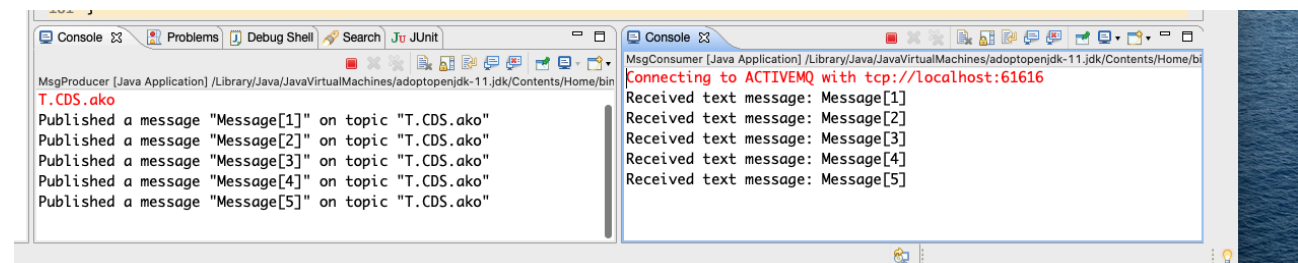 Console Problems Debug Shell Search Ju JUnit
MsgProducer [Java Application] /Library/Java/JavaVirtualMachines/adoptopenjdk-11.jdk/Contents/Home/bin
T.CDS.ako
Published a message "Message[1]" on topic "T.CDS.ako"
Published a message "Message[2]" on topic "T.CDS.ako"
Published a message "Message[3]" on topic "T.CDS.ako"
Published a message "Message[4]" on topic "T.CDS.ako"
Published a message "Message[5]" on topic "T.CDS.ako"
Console
MsgConsumer [Java Application] /Library/Java/JavaVirtualMachines/adoptopenjdk-11.jdk/Contents/Home/bi
Connecting to ACTIVEMQ with tcp://localhost:61616
Received text message: Message[1]
Received text message: Message[2]
Received text message: Message[3]
Received text message: Message[4]
Received text message: Message[5]